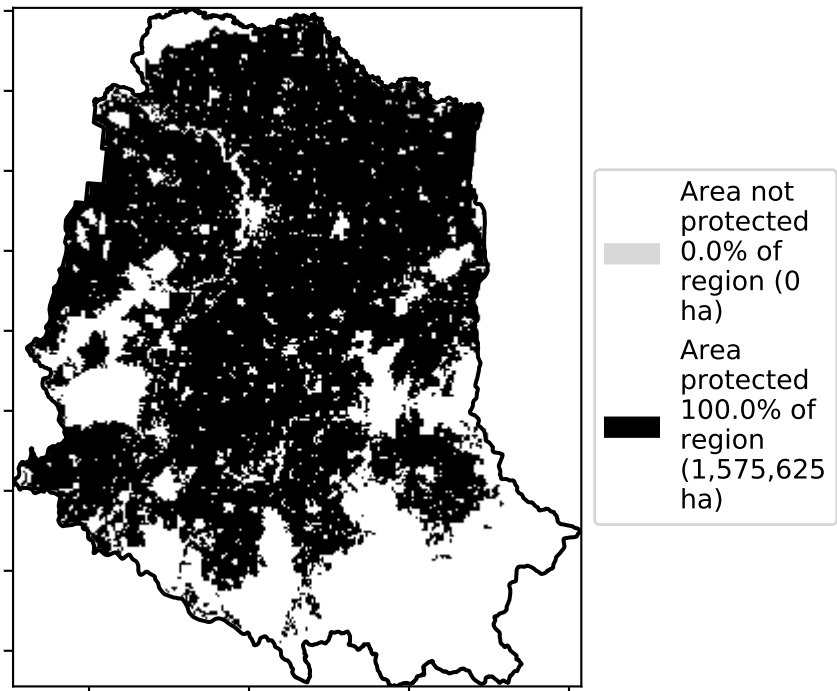 Area not
protected
0.0% of
region (0
ha)
Area
protected
100.0% of
region
(1,575,625
ha)